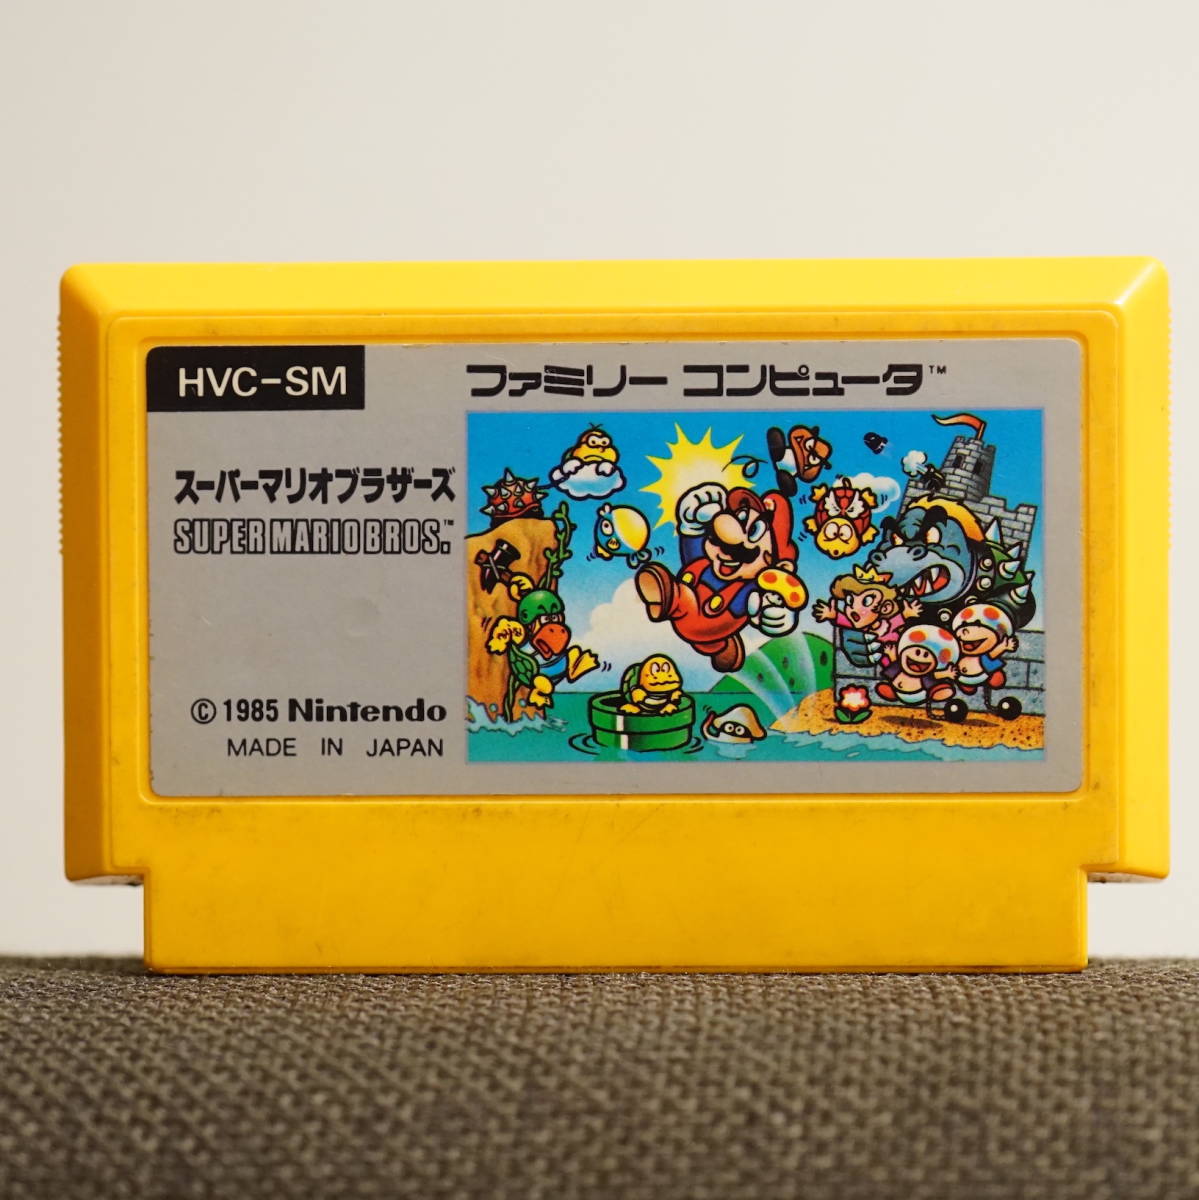 HVC-SM
ファミリー コンピュータ™
スーパーマリオブラザーズ
SUPER MARIO BROS.™
© 1985 Nintendo
MADE IN JAPAN